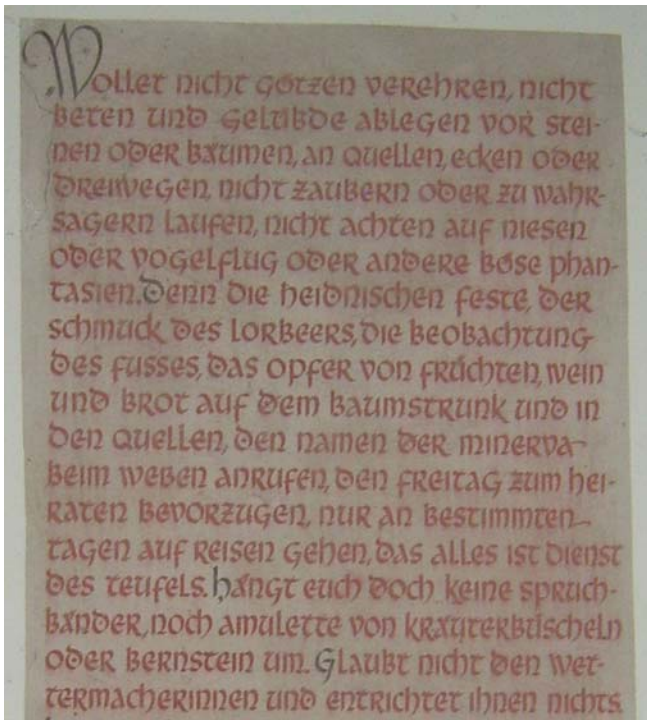 Wollet nicht götzen verehren, nicht
beten und gelübde ablegen vor stei-
nen oder bäumen, an quellen, ecken oder
dreiwegen, nicht zaubern oder zu wahr-
sagern laufen, nicht achten auf niesen
oder vogelflug oder andere böse phan-
tasien. Denn die heidnischen feste, der
schmuck des lorbeers, die beobachtung
des fusses, das opfer von früchten, wein
und brot auf dem baumstrunk und in
den quellen, den namen der minerva
beim weben anrufen, den freitag zum hei-
raten bevorzugen, nur an bestimmten
tagen auf reisen gehen, das alles ist dienst
des teufels. Hängt euch doch keine spruch-
bänder, noch amulette von kräuterbüscheln
oder bernstein um. Glaubt nicht den wet-
termacherinnen und entrichtet ihnen nichts.